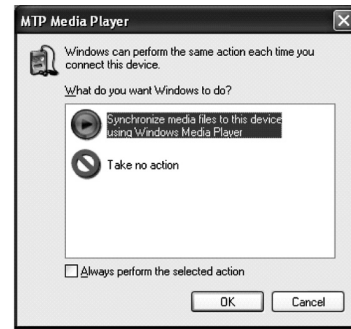 MTP Media Player
Windows can perform the same action each time you
connect this device.
What do you want Windows to do?
Synchronize media files to this device
using Windows Media Player
Take no action
Always perform the selected action
OK
Cancel